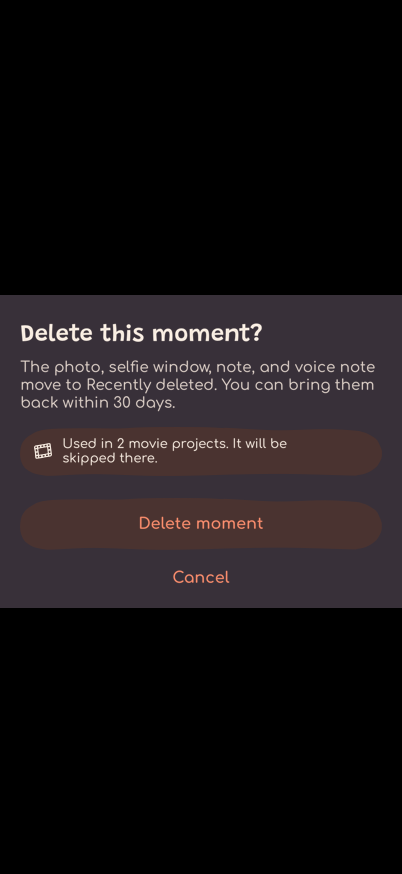 Delete this moment?
The photo, selfie window, note, and voice note
move to Recently deleted. You can bring them
back within 30 days.
Used in 2 movie projects. It will be
skipped there.
Delete moment
Cancel